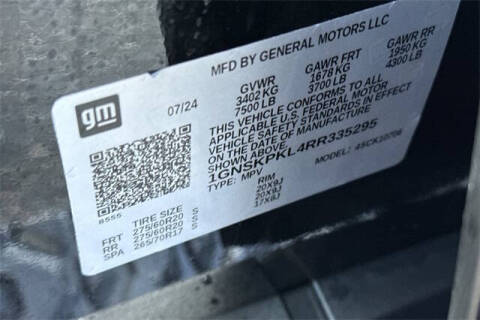 MFD BY GENERAL MOTORS LLC
gm
07/24
GVWR GAWR FRT GAWR RR
3402 KG 1678 KG 1950 KG
7500 LB 3700 LB 4300 LB
THIS VEHICLE CONFORMS TO ALL
APPLICABLE U.S. FEDERAL MOTOR
VEHICLE SAFETY STANDARDS IN
EFFECT ON THE DATE OF MANUFACTURE
SHOWN ABOVE.
1GNSKPKL4RR335295
TYPE: MPV MODEL: 4SCK10706
8555
TIRE SIZE RIM
FRT 275/60R20 S 20X9J
RR 275/60R20 S 20X9J
SPA 265/70R17 S 17X8J